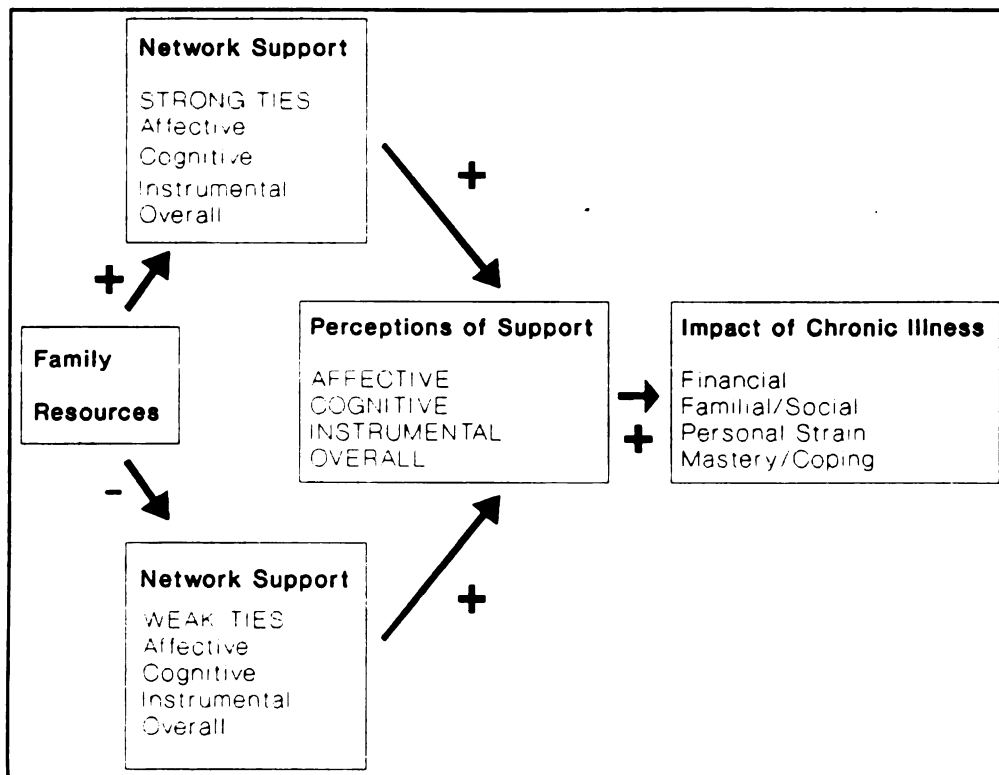 Network Support
STRONG TIES
Affective
Cognitive
Instrumental
Overall
+
+
Family
Resources
Perceptions of Support
AFFECTIVE
COGNITIVE
INSTRUMENTAL
OVERALL
+
Impact of Chronic Illness
Financial
Familial/Social
Personal Strain
Mastery/Coping
-
Network Support
WEAK TIES
Affective
Cognitive
Instrumental
Overall
+